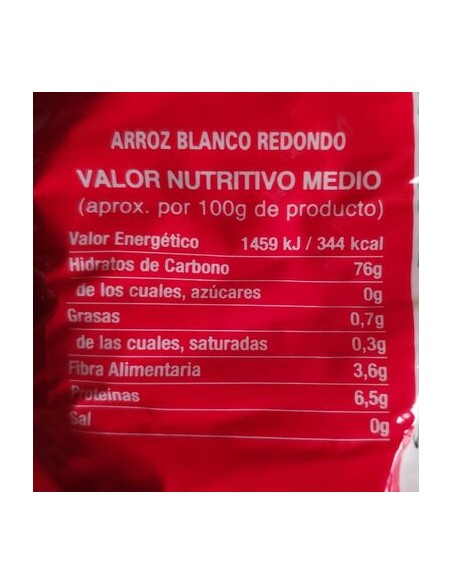 ARROZ BLANCO REDONDO
VALOR NUTRITIVO MEDIO
(aprox. por 100g de producto)
Valor Energético 1459 kJ / 344 kcal
Hidratos de Carbono 76g
de los cuales, azúcares 0g
Grasas 0,7g
de las cuales, saturadas 0,3g
Fibra Alimentaria 3,6g
Proteinas 6,5g
Sal 0g